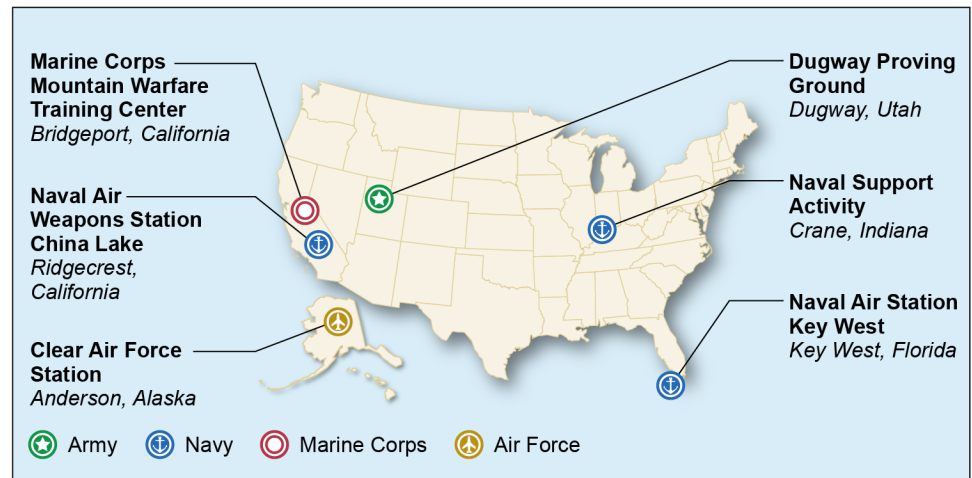 Marine Corps
Mountain Warfare
Training Center
Bridgeport, California
Naval Air
Weapons Station
China Lake
Ridgecrest,
California
Clear Air Force
Station
Anderson, Alaska
Dugway Proving
Ground
Dugway, Utah
Naval Support
Activity
Crane, Indiana
Naval Air Station
Key West
Key West, Florida
Army
Navy
Marine Corps
Air Force